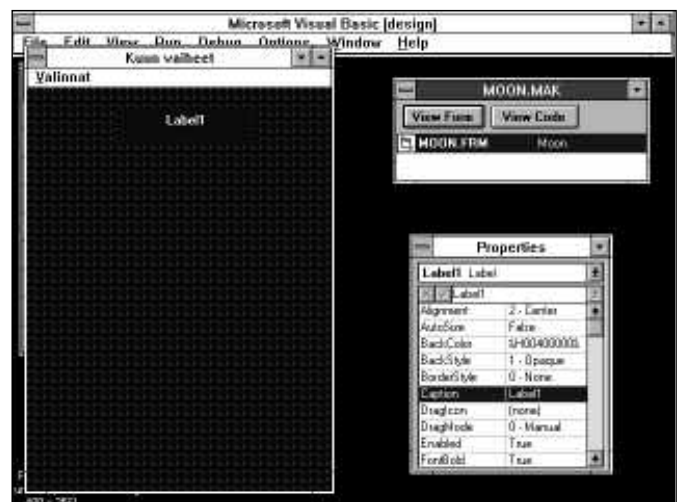 Microsoft Visual Basic [design]
File Edit View Run Debug Options Window Help
Kuun vaiheet
Valinnat
Label1
MOON.MAK
View Form View Code
MOON.FRM Moon
Properties
Label1 Label
Label1
Alignment 2 - Center
AutoSize False
BackColor &H00400000&
BackStyle 1 - Opaque
BorderStyle 0 - None
Caption Label1
DragIcon (none)
DragMode 0 - Manual
Enabled True
FontBold True